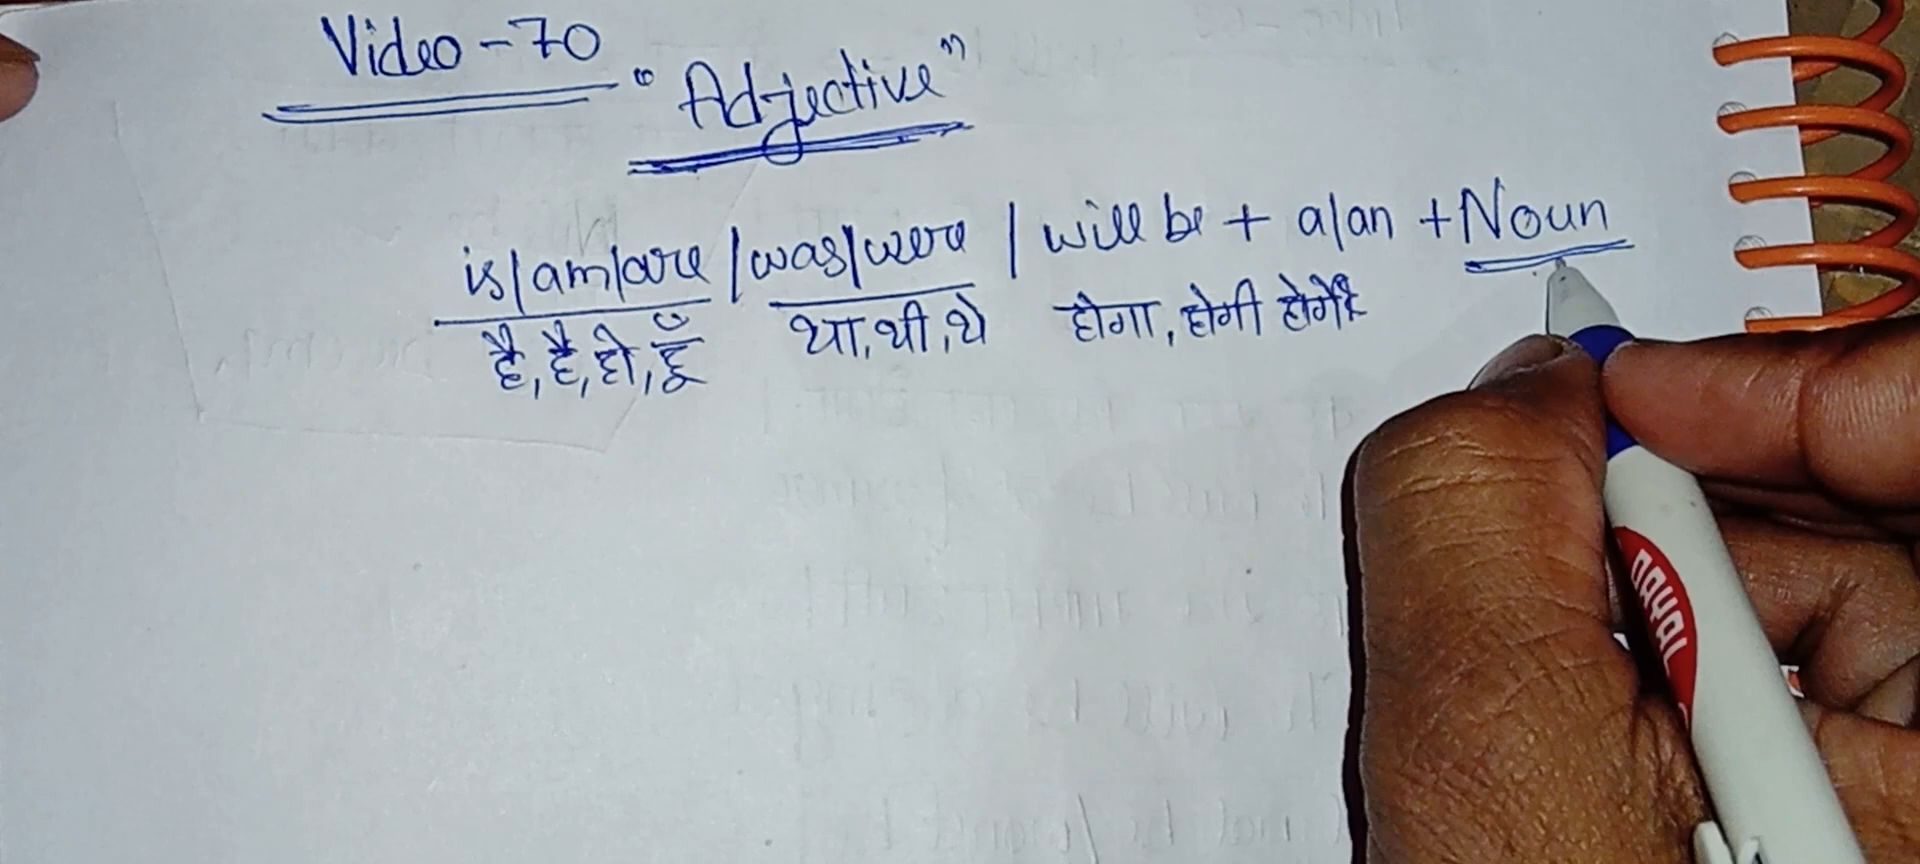 Video - 70
"Adjective"
is/am/are / was/were / will be + a/an + Noun
है, है, हो, हूँ था, थी, थे होगा, होगी होगें